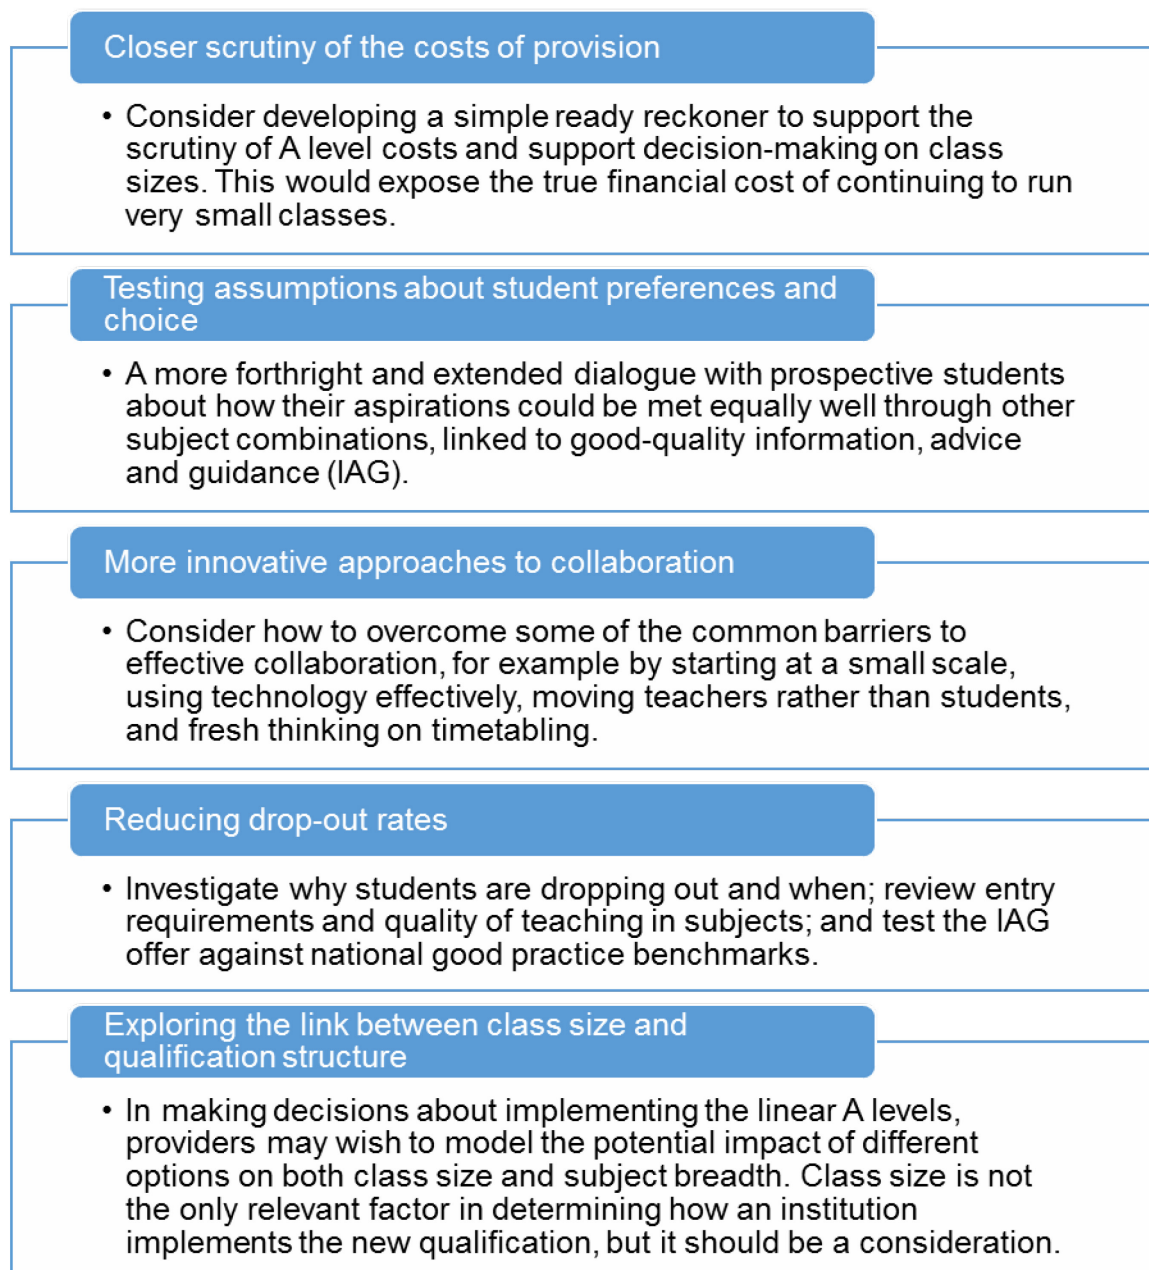 Closer scrutiny of the costs of provision
• Consider developing a simple ready reckoner to support the
scrutiny of A level costs and support decision-making on class
sizes. This would expose the true financial cost of continuing to run
very small classes.
Testing assumptions about student preferences and
choice
• A more forthright and extended dialogue with prospective students
about how their aspirations could be met equally well through other
subject combinations, linked to good-quality information, advice
and guidance (IAG).
More innovative approaches to collaboration
• Consider how to overcome some of the common barriers to
effective collaboration, for example by starting at a small scale,
using technology effectively, moving teachers rather than students,
and fresh thinking on timetabling.
Reducing drop-out rates
• Investigate why students are dropping out and when; review entry
requirements and quality of teaching in subjects; and test the IAG
offer against national good practice benchmarks.
Exploring the link between class size and
qualification structure
• In making decisions about implementing the linear A levels,
providers may wish to model the potential impact of different
options on both class size and subject breadth. Class size is not
the only relevant factor in determining how an institution
implements the new qualification, but it should be a consideration.